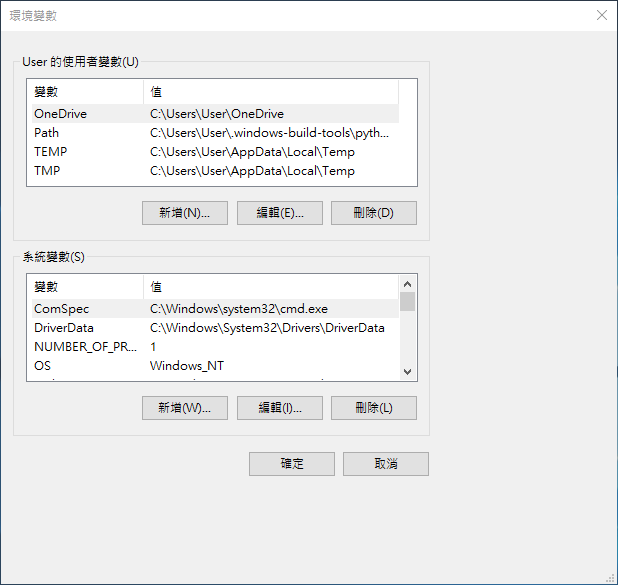 環境變數
User 的使用者變數(U)
變數 值
OneDrive C:\Users\User\OneDrive
Path C:\Users\User\.windows-build-tools\pyth...
TEMP C:\Users\User\AppData\Local\Temp
TMP C:\Users\User\AppData\Local\Temp
新增(N)... 編輯(E)... 刪除(D)
系統變數(S)
變數 值
ComSpec C:\Windows\system32\cmd.exe
DriverData C:\Windows\System32\Drivers\DriverData
NUMBER_OF_PR... 1
OS Windows_NT
新增(W)... 編輯(I)... 刪除(L)
確定 取消